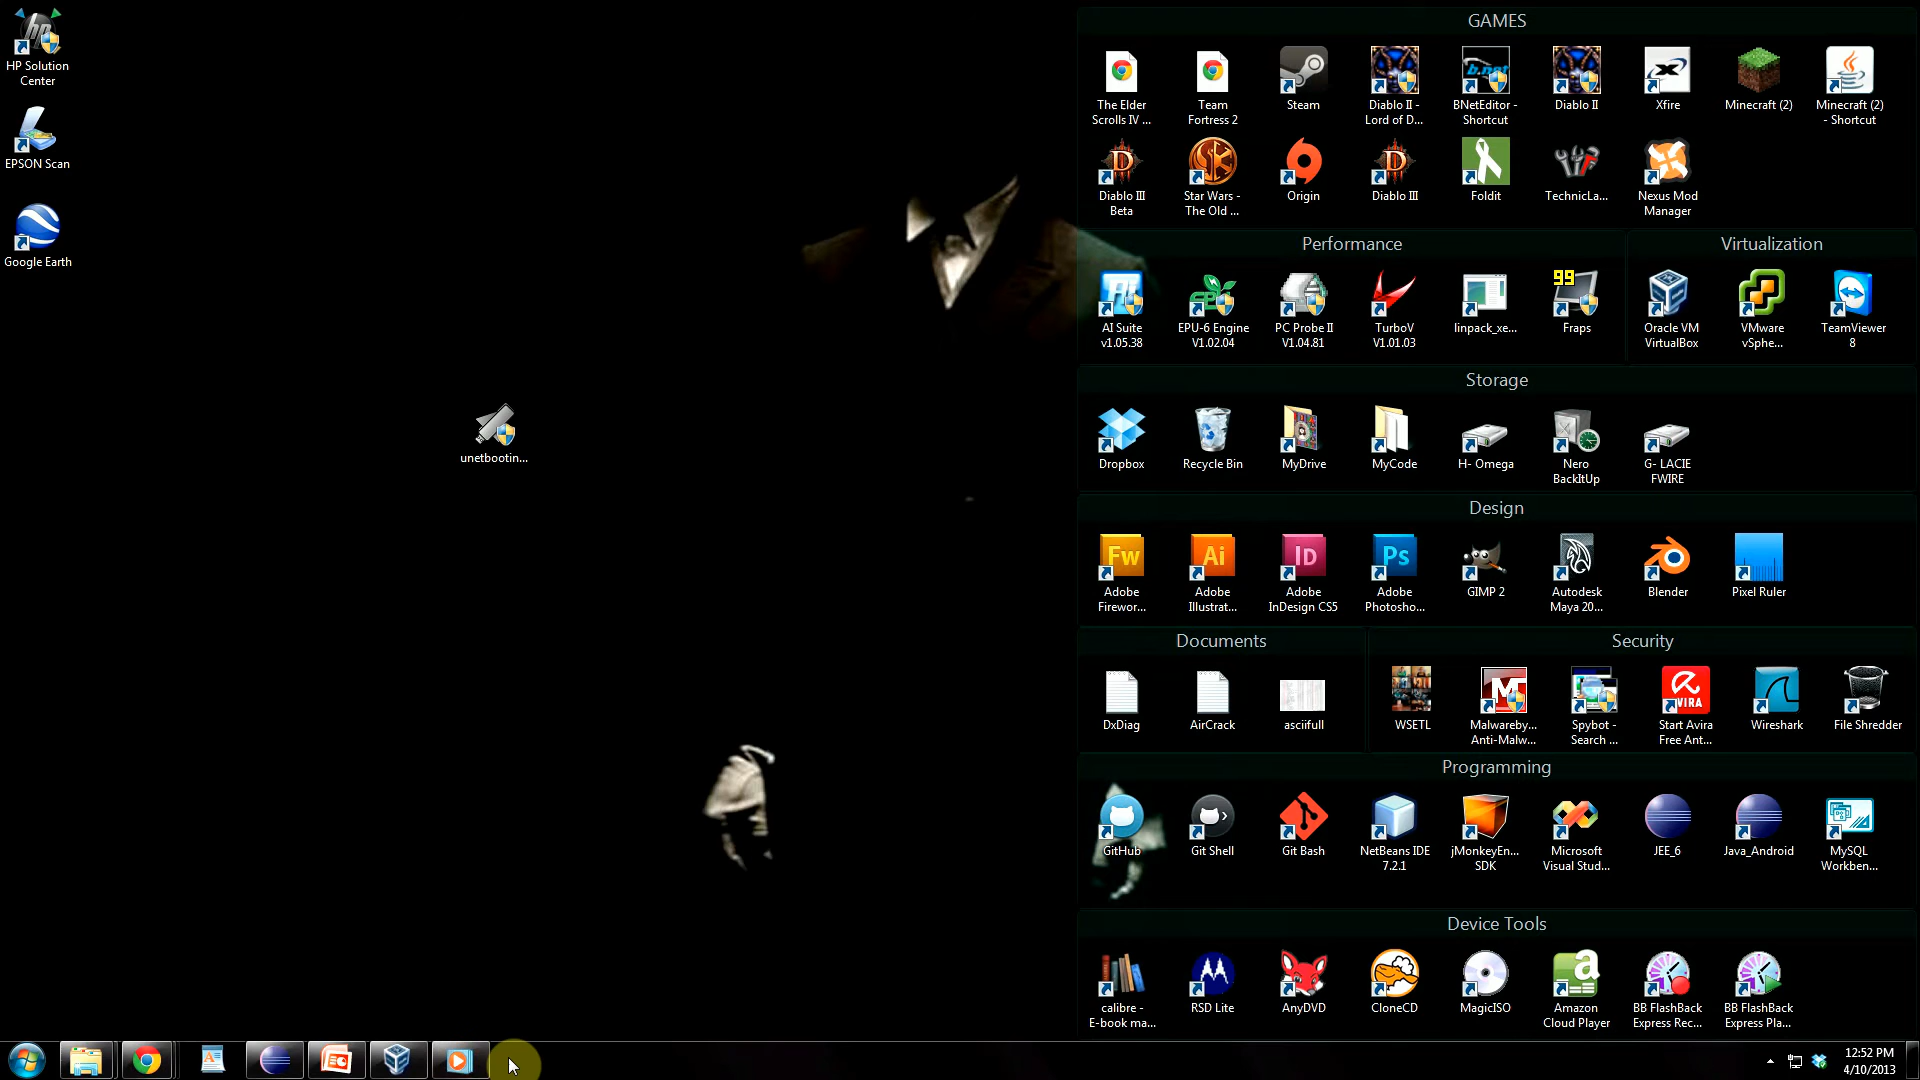 HP Solution
Center
EPSON Scan
Google Earth
unetbootin...
GAMES
The Elder
Scrolls IV ...
Team
Fortress 2
Steam
Diablo II -
Lord of D...
BNetEditor -
Shortcut
Diablo II
Xfire
Minecraft (2)
Minecraft (2)
- Shortcut
Diablo III
Beta
Star Wars -
The Old ...
Origin
Diablo III
Foldit
TechnicLa...
Nexus Mod
Manager
Performance
AI Suite
v1.05.38
EPU-6 Engine
V1.02.04
PC Probe II
V1.04.81
TurboV
V1.01.03
linpack_xe...
99
Fraps
Virtualization
Oracle VM
VirtualBox
VMware
vSphe...
TeamViewer
8
Storage
Dropbox
Recycle Bin
MyDrive
MyCode
H- Omega
Nero
BackItUp
G- LACIE
FWIRE
Design
Fw
Adobe
Firewor...
Ai
Adobe
Illustrat...
ID
Adobe
InDesign CS5
Ps
Adobe
Photosho...
GIMP 2
Autodesk
Maya 20...
Blender
Pixel Ruler
Documents
DxDiag
AirCrack
asciifull
Security
WSETL
Malwareby...
Anti-Malw...
Spybot -
Search ...
AVIRA
Start Avira
Free Ant...
Wireshark
File Shredder
Programming
GitHub
Git Shell
Git Bash
NetBeans IDE
7.2.1
jMonkeyEn...
SDK
Microsoft
Visual Stud...
JEE_6
Java_Android
MySQL
Workben...
Device Tools
calibre -
E-book ma...
RSD Lite
AnyDVD
CloneCD
MagicISO
Amazon
Cloud Player
BB FlashBack
Express Rec...
BB FlashBack
Express Pla...
12:52 PM
4/10/2013